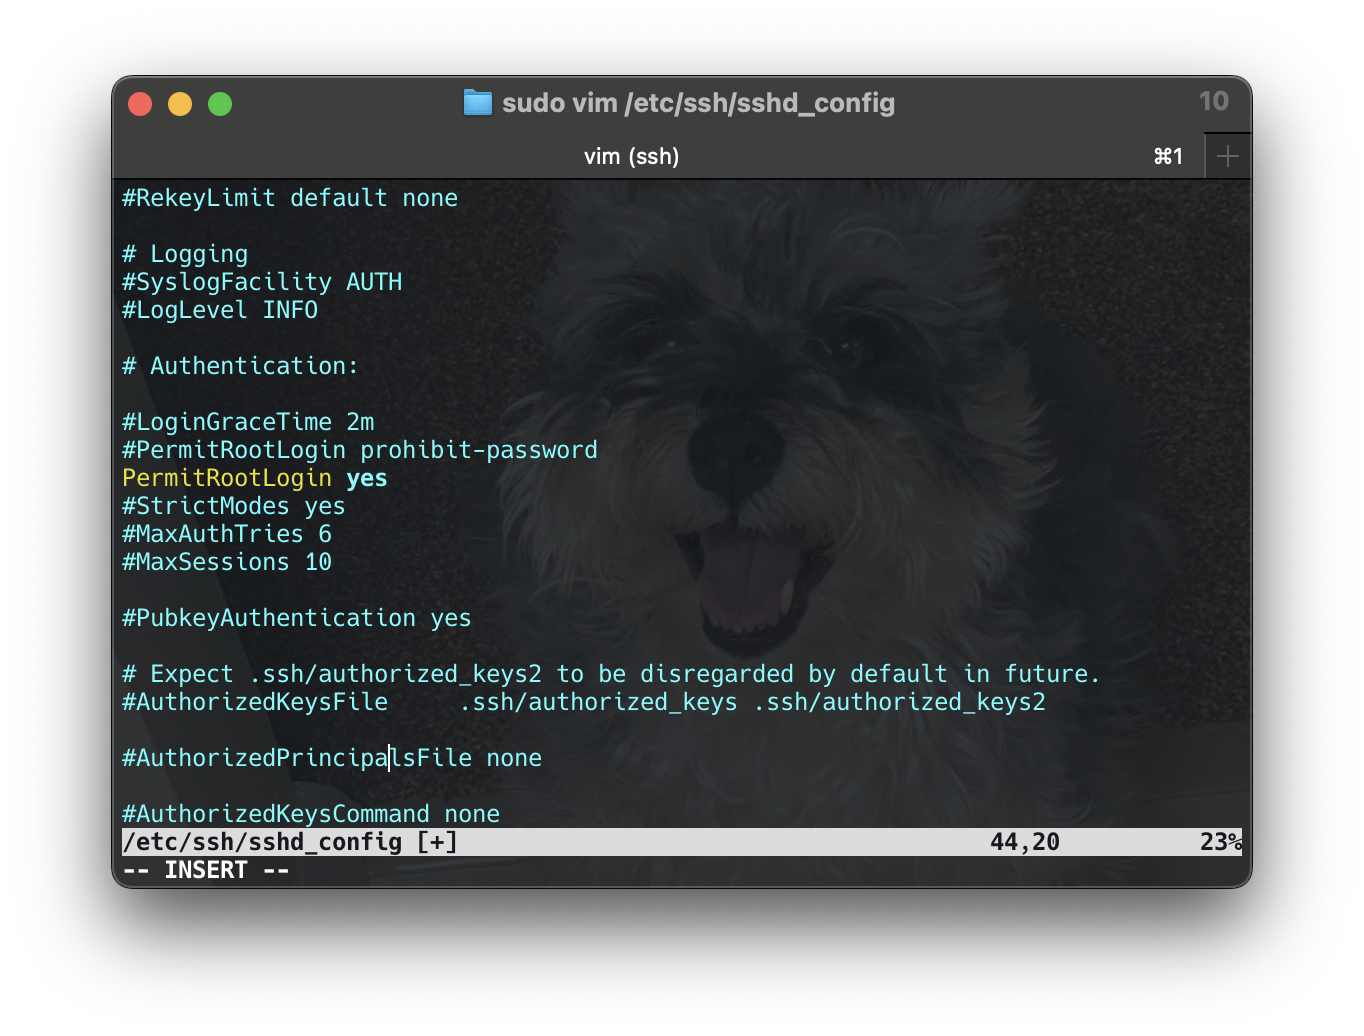 sudo vim /etc/ssh/sshd_config
10
vim (ssh)
⌘1
#RekeyLimit default none
# Logging
#SyslogFacility AUTH
#LogLevel INFO
# Authentication:
#LoginGraceTime 2m
#PermitRootLogin prohibit-password
PermitRootLogin yes
#StrictModes yes
#MaxAuthTries 6
#MaxSessions 10
#PubkeyAuthentication yes
# Expect .ssh/authorized_keys2 to be disregarded by default in future.
#AuthorizedKeysFile     .ssh/authorized_keys .ssh/authorized_keys2
#AuthorizedPrincipalsFile none
#AuthorizedKeysCommand none
/etc/ssh/sshd_config [+] 44,20 23%
-- INSERT --